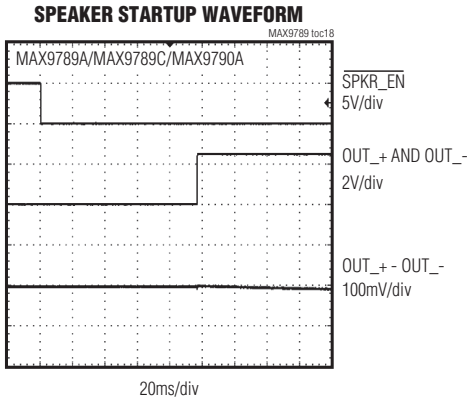 SPEAKER STARTUP WAVEFORM
MAX9789 toc18
MAX9789A/MAX9789C/MAX9790A
SPKR_EN
5V/div
OUT_+ AND OUT_-
2V/div
OUT_+ - OUT_-
100mV/div
20ms/div